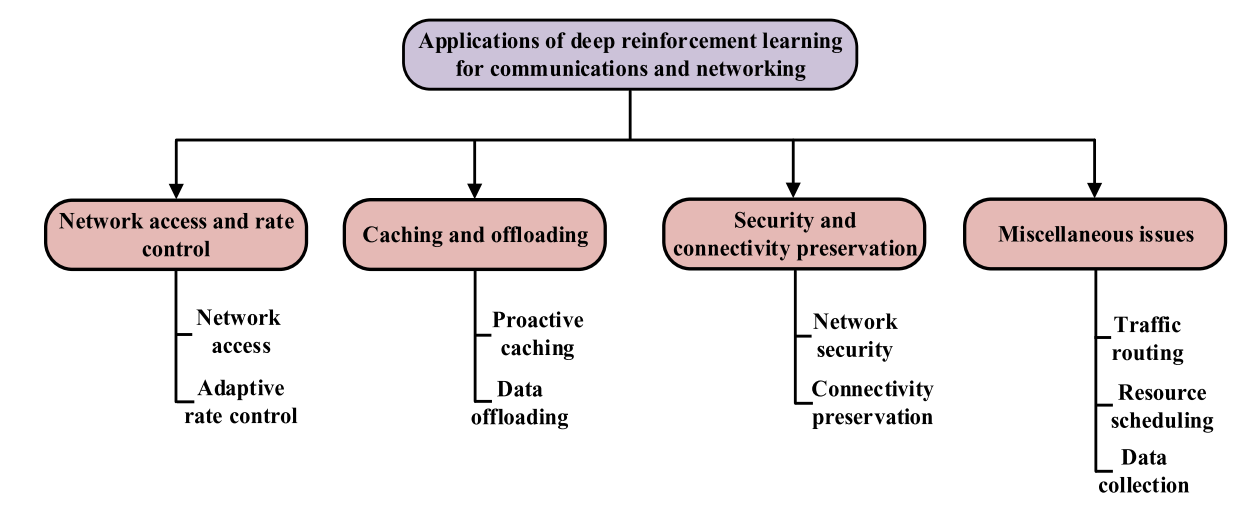 Applications of deep reinforcement learning
for communications and networking
Network access and rate
control
Caching and offloading
Security and
connectivity preservation
Miscellaneous issues
Network
access
Adaptive
rate control
Proactive
caching
Data
offloading
Network
security
Connectivity
preservation
Traffic
routing
Resource
scheduling
Data
collection